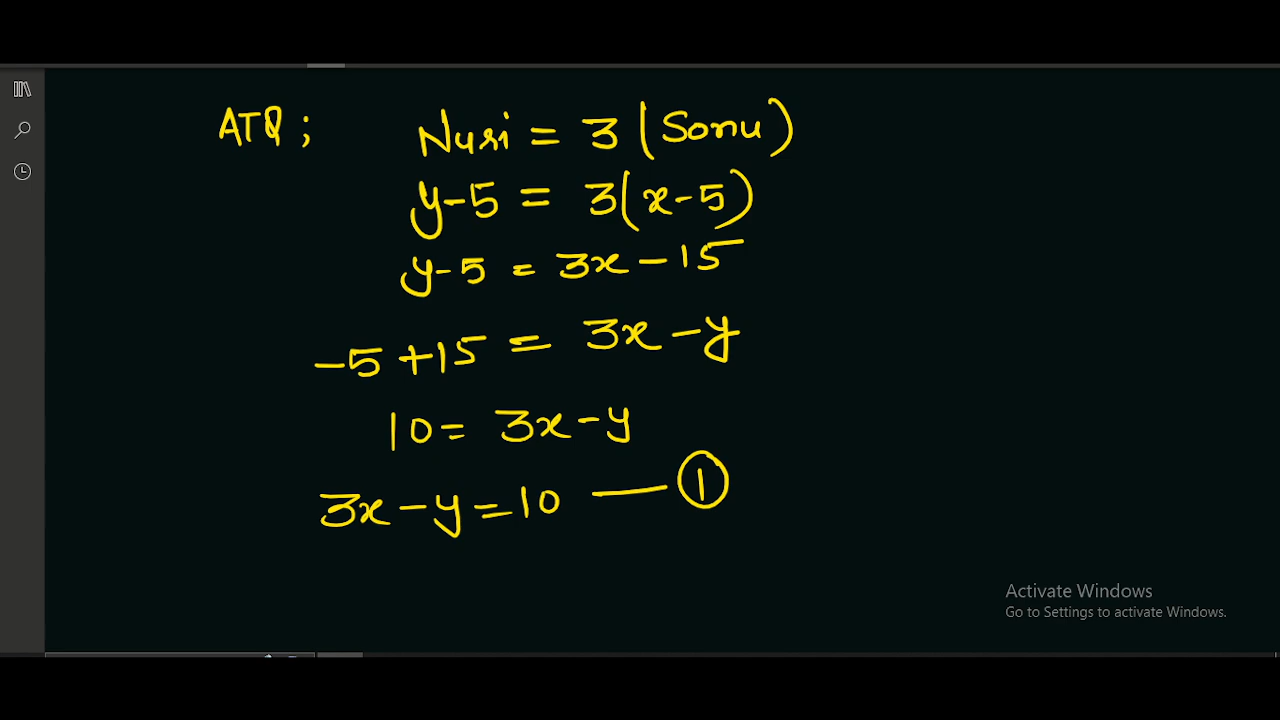 ATQ; Nuri = 3 (Sonu)
y-5 = 3(x-5)
y-5 = 3x-15
-5+15 = 3x-y
10= 3x-y
3x-y=10 — ①
Activate Windows
Go to Settings to activate Windows.